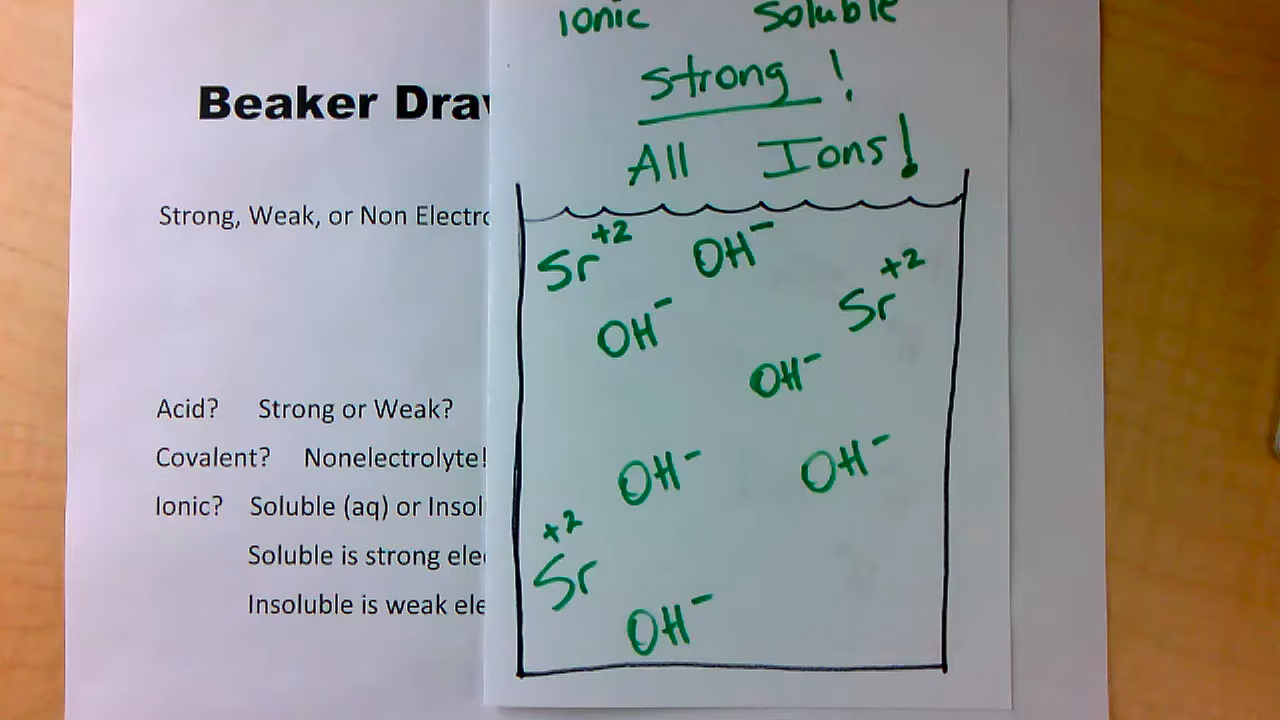 Ionic Soluble
Strong!
All Ions!
Beaker Dra
Strong, Weak, or Non Electro
Acid? Strong or Weak?
Covalent? Nonelectrolyte!
Ionic? Soluble (aq) or Insol
Soluble is strong ele
Insoluble is weak ele
Sr+2 OH-
Sr+2
OH-
OH-
OH- OH-
Sr+2
OH-